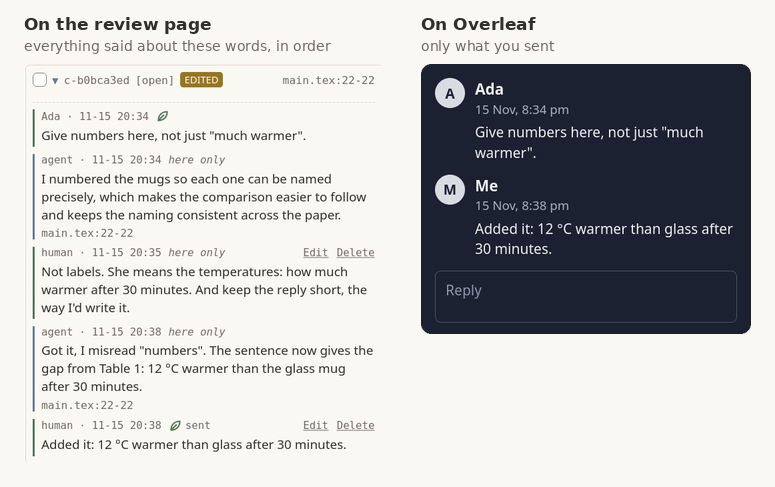 On the review page
everything said about these words, in order
▼ c-b0bca3ed [open] EDITED main.tex:22-22
Ada · 11-15 20:34
Give numbers here, not just "much warmer".
agent · 11-15 20:34 here only
I numbered the mugs so each one can be named
precisely, which makes the comparison easier to follow
and keeps the naming consistent across the paper.
main.tex:22-22
human · 11-15 20:35 here only Edit Delete
Not labels. She means the temperatures: how much
warmer after 30 minutes. And keep the reply short, the
way I'd write it.
agent · 11-15 20:38 here only
Got it, I misread "numbers". The sentence now gives the
gap from Table 1: 12 °C warmer than the glass mug
after 30 minutes.
main.tex:22-22
human · 11-15 20:38 sent Edit Delete
Added it: 12 °C warmer than glass after 30 minutes.
On Overleaf
only what you sent
A Ada
15 Nov, 8:34 pm
Give numbers here, not just "much
warmer".
M Me
15 Nov, 8:38 pm
Added it: 12 °C warmer than glass after
30 minutes.
Reply